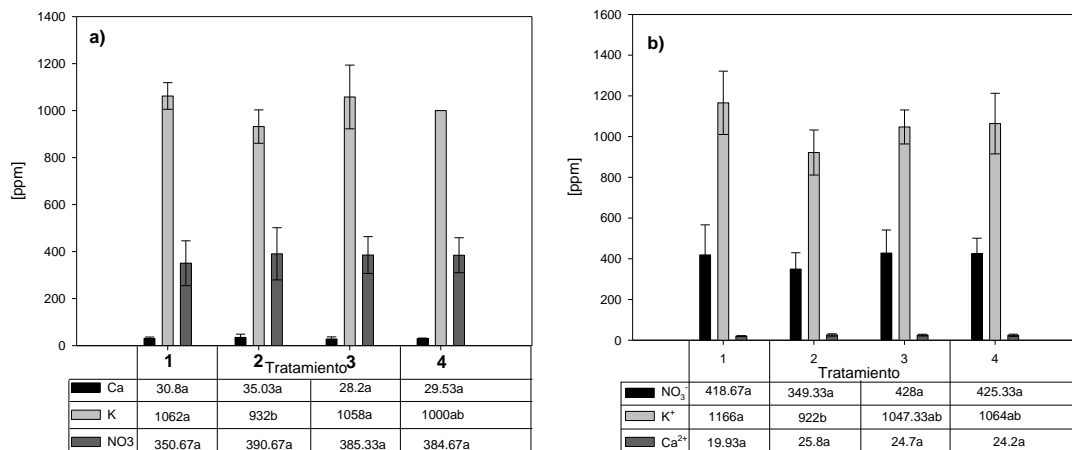 a)
[ppm]
1400
1200
1000
800
600
400
200
0
1 2 3 4
Tratamiento
Ca 30.8a 35.03a 28.2a 29.53a
K 1062a 932b 1058a 1000ab
NO3 350.67a 390.67a 385.33a 384.67a
b)
[ppm]
1600
1400
1200
1000
800
600
400
200
0
1 2 3 4
Tratamiento
NO₃⁻ 418.67a 349.33a 428a 425.33a
K⁺ 1166a 922b 1047.33ab 1064ab
Ca²⁺ 19.93a 25.8a 24.7a 24.2a